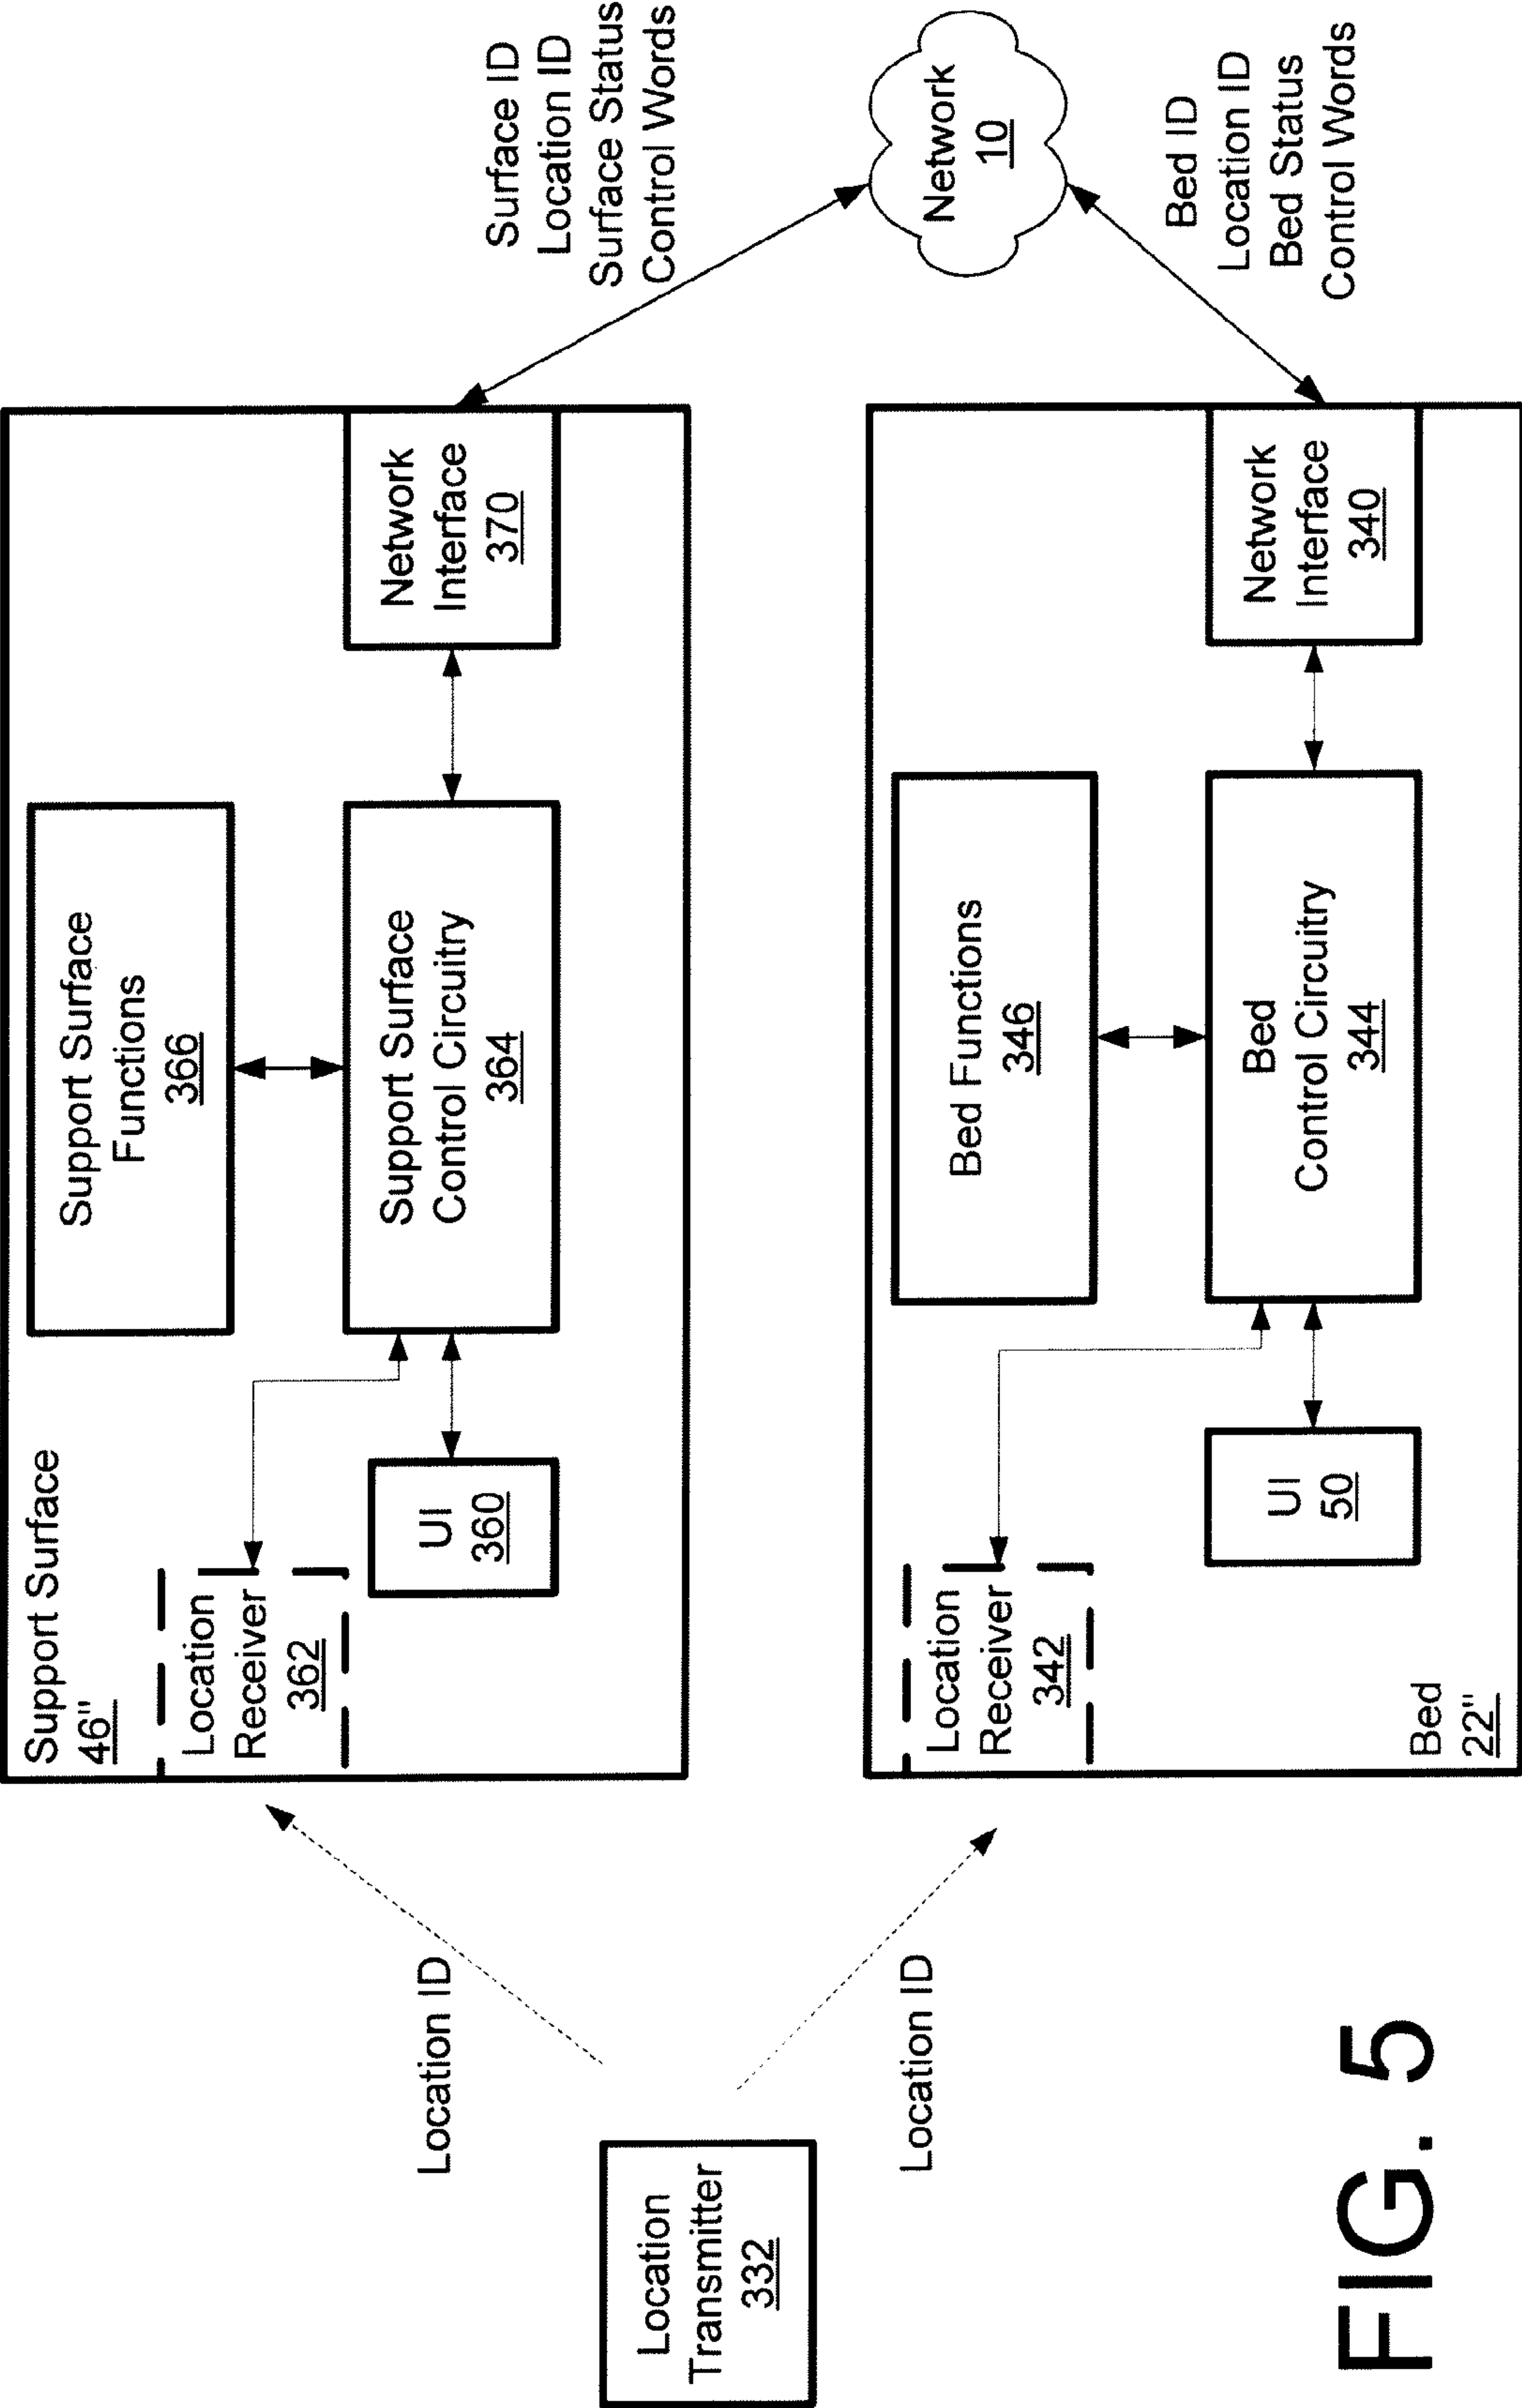 Support Surface
46"
Location
Receiver
362
UI
360
Support Surface
Functions
366
Support Surface
Control Circuitry
364
Network
Interface
370
Surface ID
Location ID
Surface Status
Control Words
Location ID
Location
Transmitter
332
Location ID
Network
10
Location
Receiver
342
UI
50
Bed Functions
346
Bed
Control Circuitry
344
Network
Interface
340
Bed ID
Location ID
Bed Status
Control Words
Bed
22"
FIG. 5